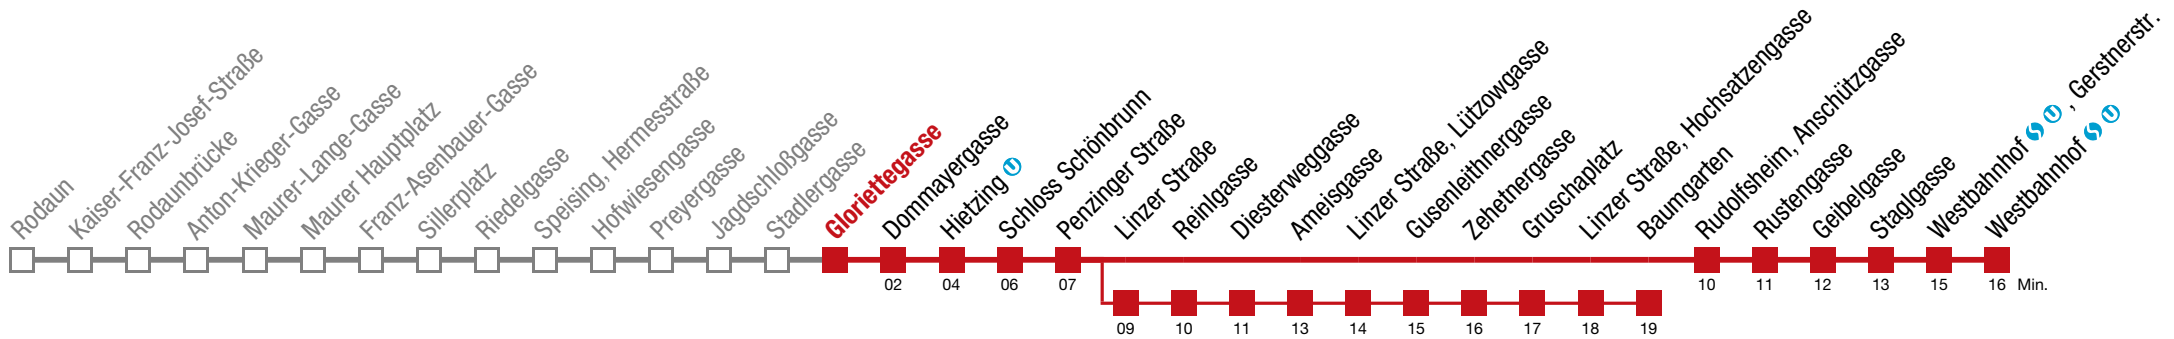 Rodaun
Kaiser-Franz-Josef-Straße
Rodaunbrücke
Anton-Krieger-Gasse
Maurer-Lange-Gasse
Maurer Hauptplatz
Franz-Asenbauer-Gasse
Sillerplatz
Riedelgasse
Speising, Hermesstraße
Hofwiesengasse
Preyergasse
Jagdschloßgasse
Stadlergasse
Gloriettegasse
Dommayergasse
Hietzing U
Schloss Schönbrunn
Penzinger Straße
Linzer Straße
Reinlgasse
Diesterweggasse
Ameisgasse
Linzer Straße, Lützowgasse
Gusenleithnergasse
Zehetnergasse
Gruschaplatz
Linzer Straße, Hochsatzengasse
Baumgarten
Rudolfsheim, Anschützgasse
Rustengasse
Geibelgasse
Staglgasse
Westbahnhof S U , Gerstnerstr.
Westbahnhof S U
02 04 06 07 10 11 12 13 15 16 Min.
09 10 11 13 14 15 16 17 18 19